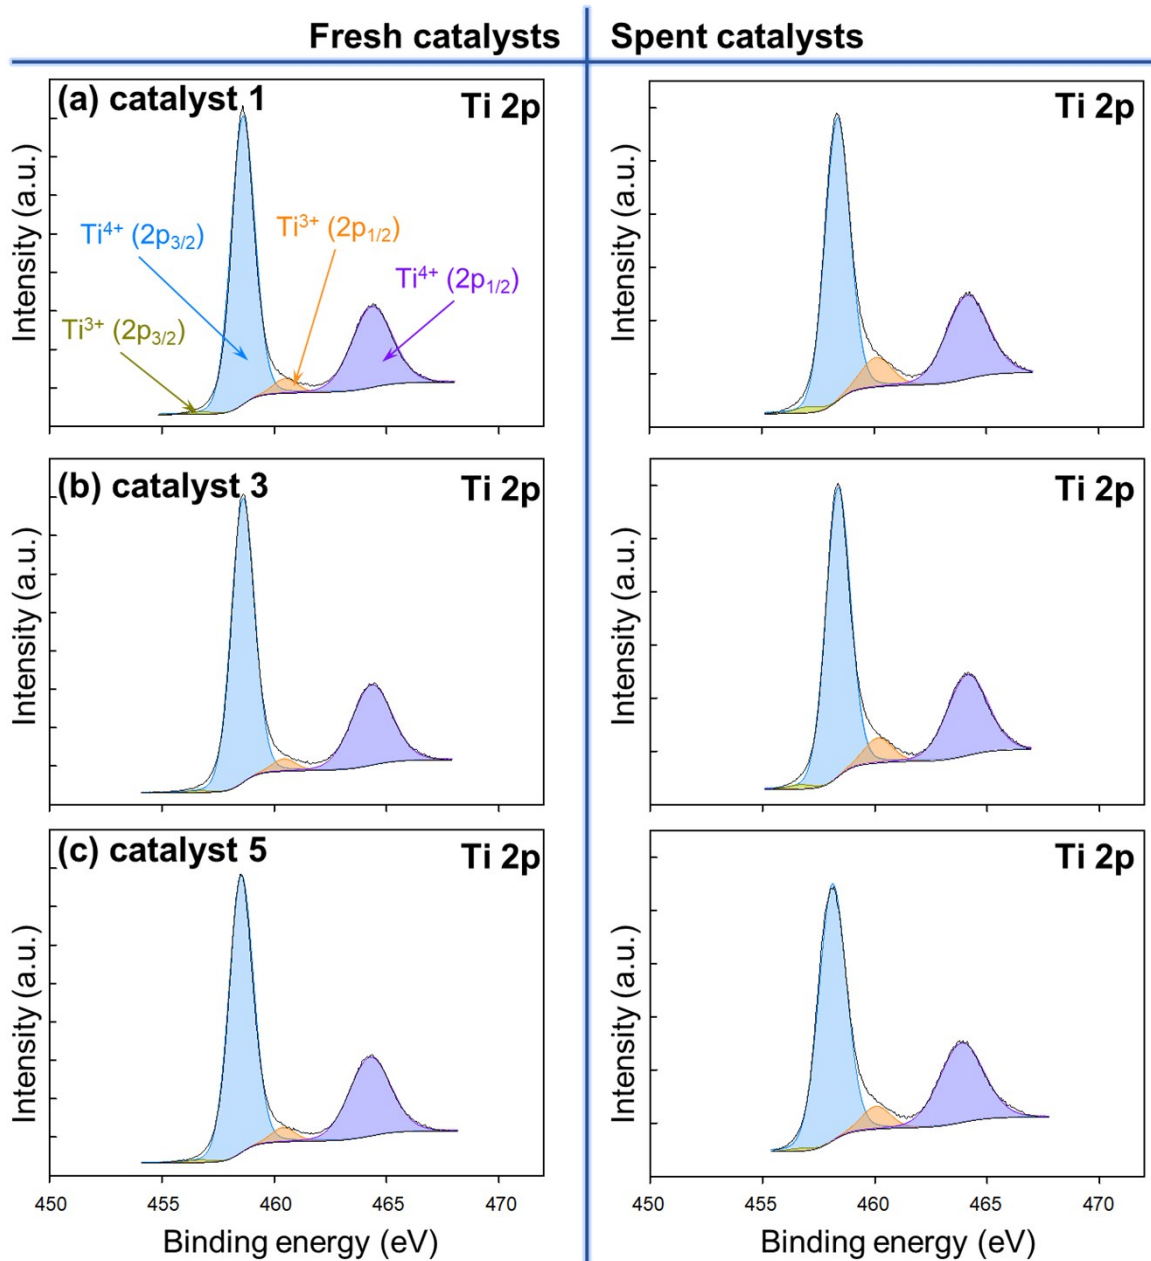 Fresh catalysts
Spent catalysts
(a) catalyst 1
Ti 2p
Intensity (a.u.)
Ti³⁺ (2p₃/₂)
Ti⁴⁺ (2p₃/₂)
Ti³⁺ (2p₁/₂)
Ti⁴⁺ (2p₁/₂)
Ti 2p
Intensity (a.u.)
(b) catalyst 3
Ti 2p
Intensity (a.u.)
Ti 2p
Intensity (a.u.)
(c) catalyst 5
Ti 2p
Intensity (a.u.)
450 455 460 465 470
Binding energy (eV)
Ti 2p
Intensity (a.u.)
450 455 460 465 470
Binding energy (eV)